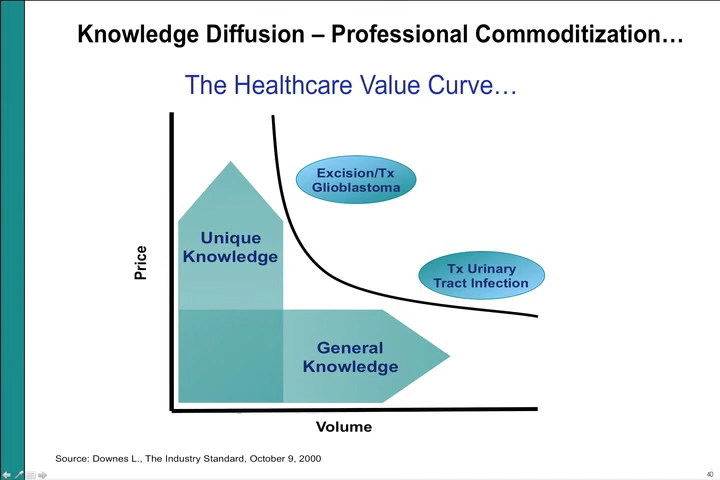 Knowledge Diffusion – Professional Commoditization…
The Healthcare Value Curve…
Excision/Tx
Glioblastoma
Unique
Knowledge
Tx Urinary
Tract Infection
Price
General
Knowledge
Volume
Source: Downes L., The Industry Standard, October 9, 2000
40